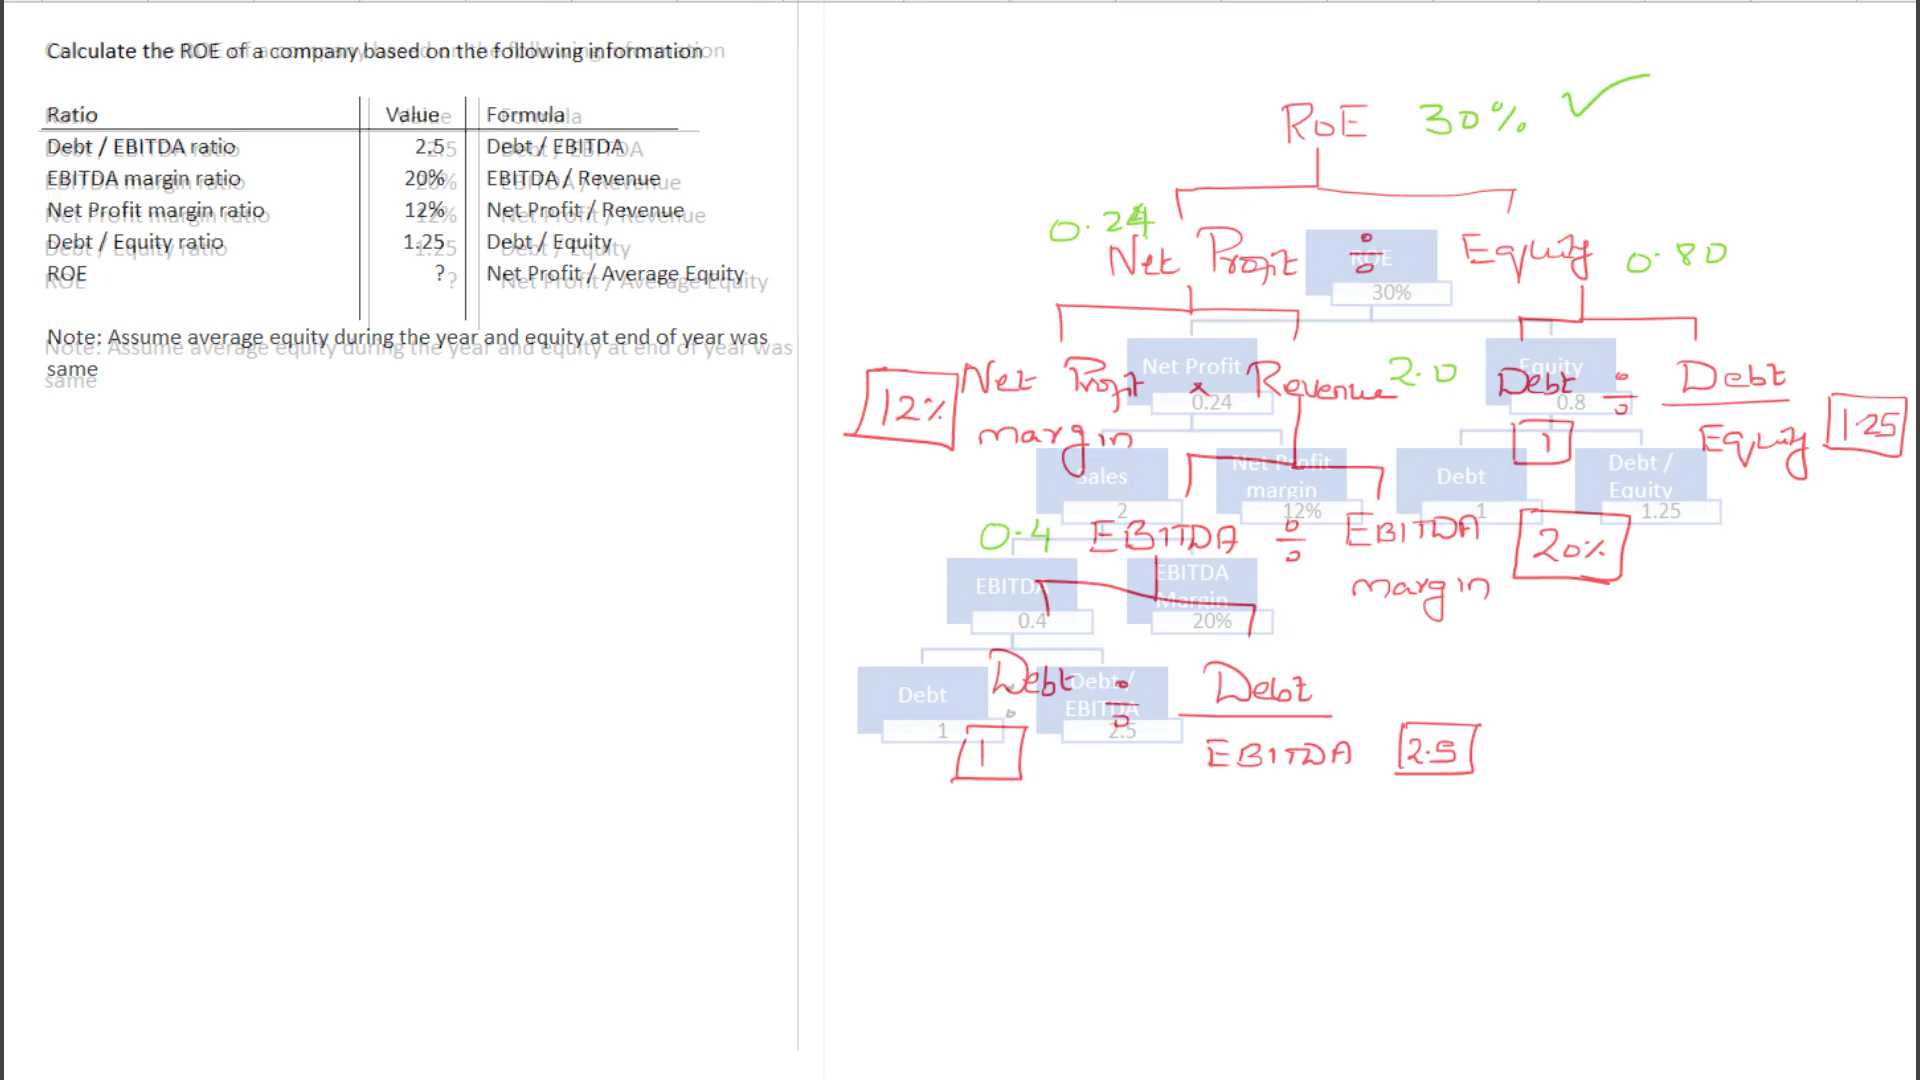 Calculate the ROE of a company based on the following information
Ratio Value Formula
Debt / EBITDA ratio 2.5 Debt / EBITDA
EBITDA margin ratio 20% EBITDA / Revenue
Net Profit margin ratio 12% Net Profit / Revenue
Debt / Equity ratio 1.25 Debt / Equity
ROE ? Net Profit / Average Equity
Note: Assume average equity during the year and equity at end of year was
same
RoE 30% ✓
0.24
Net Profit ÷ Equity 0.80
ROE
30%
Net Profit
0.24
Equity
0.8
12% Net Profit margin × Revenue 2.0
Debt ÷ Debt / Equity 1.25
1
Sales
2
Net Profit
margin
12%
Debt
1
Debt /
Equity
1.25
0.4 EBITDA ÷ EBITDA margin 20%
EBITDA
0.4
EBITDA
Margin
20%
Debt
1
Debt /
EBITDA
2.5
Debt ÷ Debt / EBITDA 2.5
1